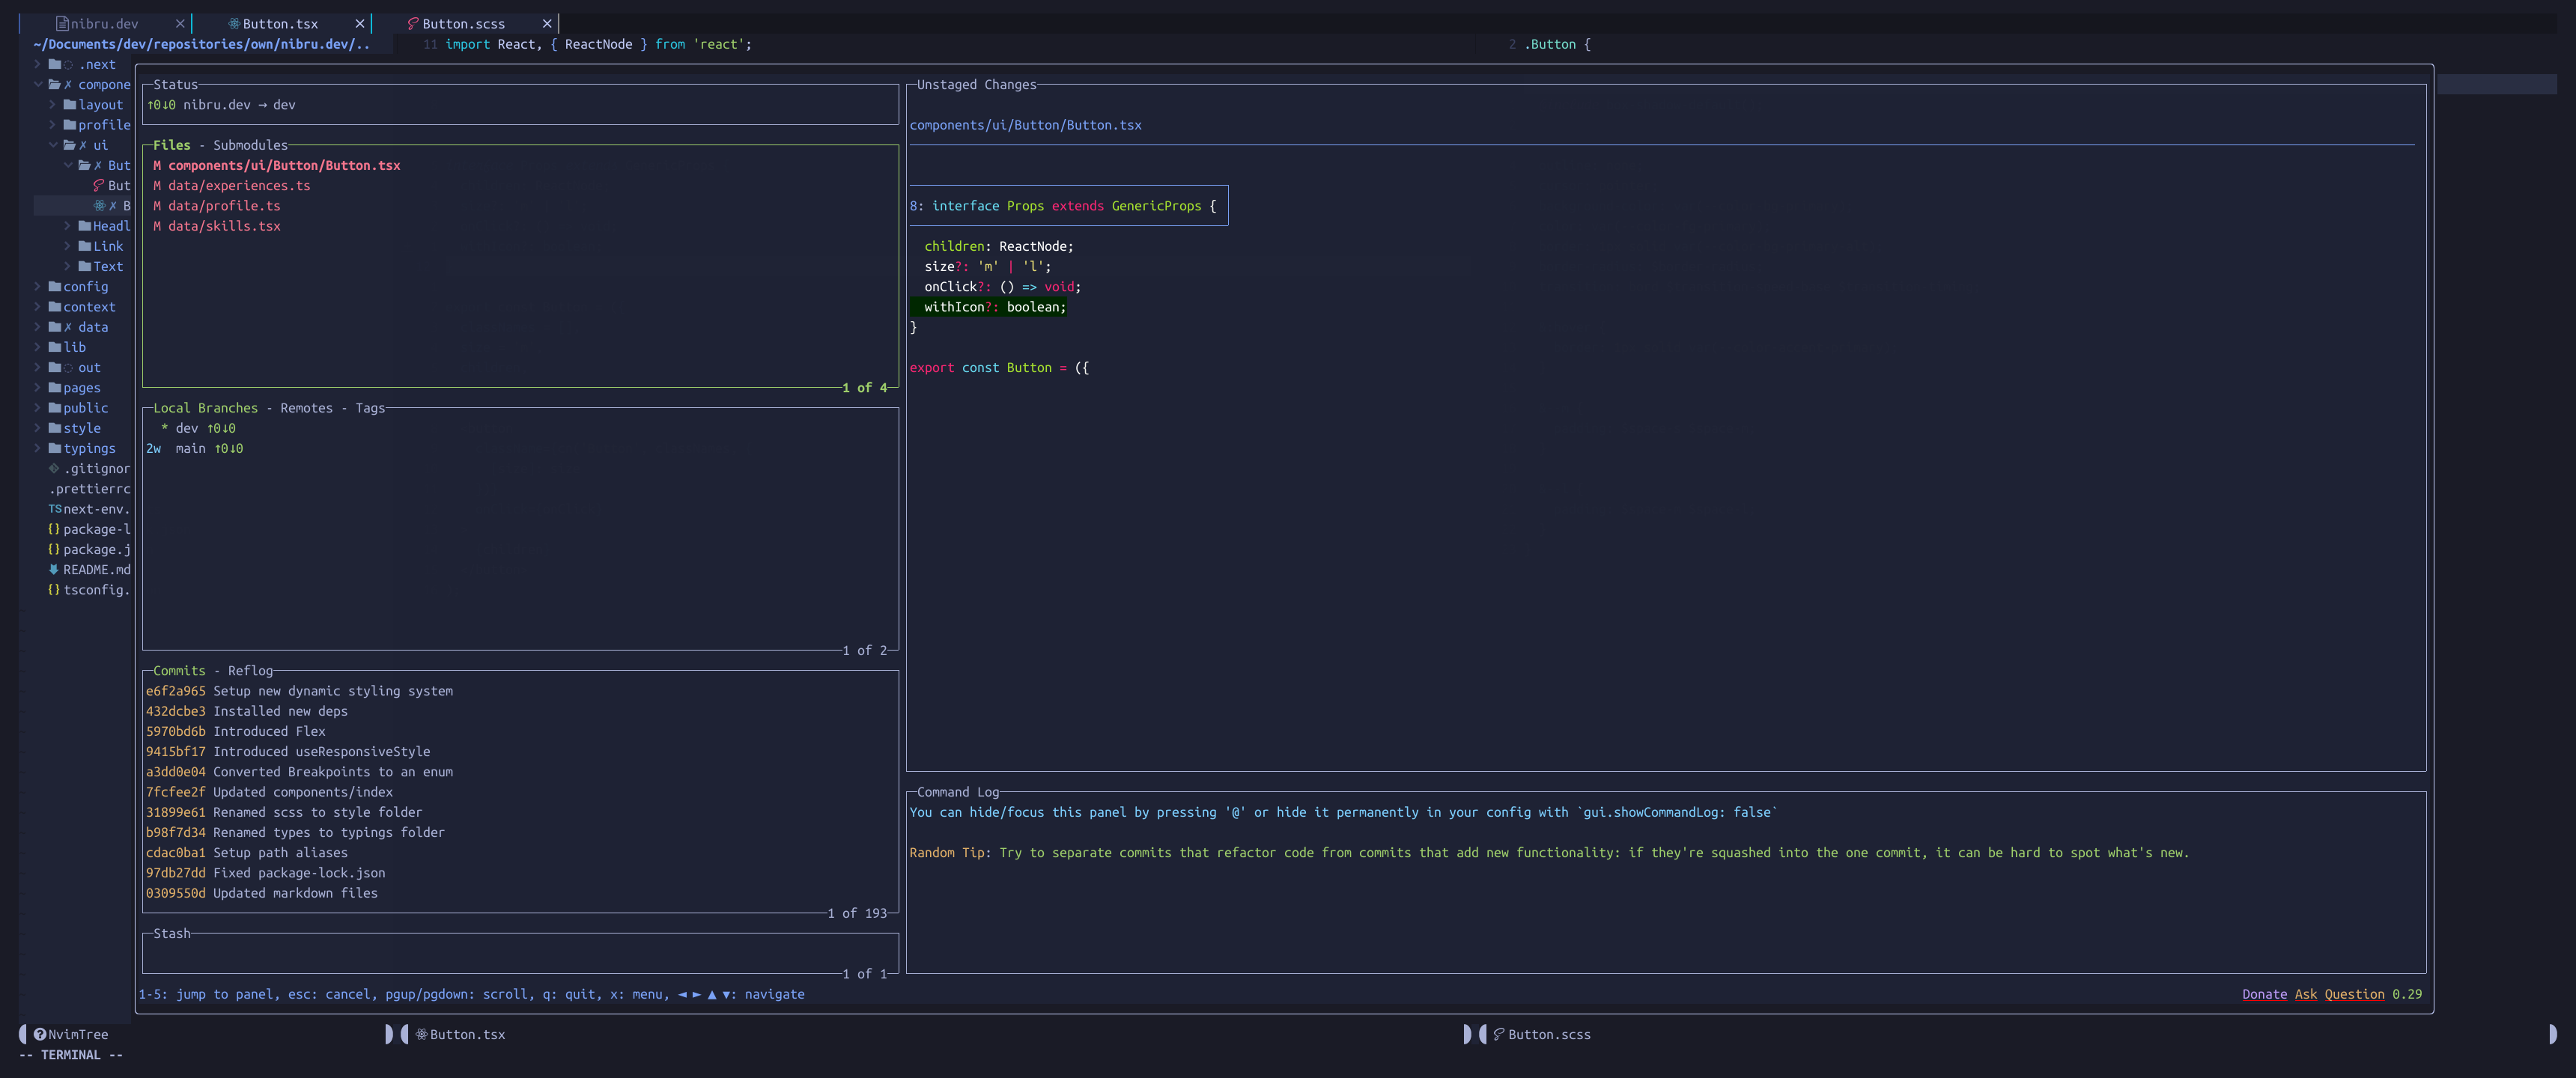 nibru.dev
Button.tsx
Button.scss
~/Documents/dev/repositories/own/nibru.dev/..
11 import React, { ReactNode } from 'react';
2 .Button {
.next
✗ compone
layout
profile
✗ ui
✗ But
But
✗ B
Headl
Link
Text
config
context
✗ data
lib
out
pages
public
style
typings
.gitignor
.prettierrc
TS next-env.
{} package-l
{} package.j
README.md
{} tsconfig.
Status
↑0↓0 nibru.dev → dev
Files - Submodules
M components/ui/Button/Button.tsx
M data/experiences.ts
M data/profile.ts
M data/skills.tsx
1 of 4
Local Branches - Remotes - Tags
* dev ↑0↓0
2w main ↑0↓0
1 of 2
Commits - Reflog
e6f2a965 Setup new dynamic styling system
432dcbe3 Installed new deps
5970bd6b Introduced Flex
9415bf17 Introduced useResponsiveStyle
a3dd0e04 Converted Breakpoints to an enum
7fcfee2f Updated components/index
31899e61 Renamed scss to style folder
b98f7d34 Renamed types to typings folder
cdac0ba1 Setup path aliases
97db27dd Fixed package-lock.json
0309550d Updated markdown files
1 of 193
Stash
1 of 1
Unstaged Changes
components/ui/Button/Button.tsx
8: interface Props extends GenericProps {
children: ReactNode;
size?: 'm' | 'l';
onClick?: () => void;
withIcon?: boolean;
}
export const Button = ({
Command Log
You can hide/focus this panel by pressing '@' or hide it permanently in your config with `gui.showCommandLog: false`
Random Tip: Try to separate commits that refactor code from commits that add new functionality: if they're squashed into the one commit, it can be hard to spot what's new.
1-5: jump to panel, esc: cancel, pgup/pgdown: scroll, q: quit, x: menu, ◄ ► ▲ ▼: navigate
Donate Ask Question 0.29
NvimTree
Button.tsx
Button.scss
-- TERMINAL --